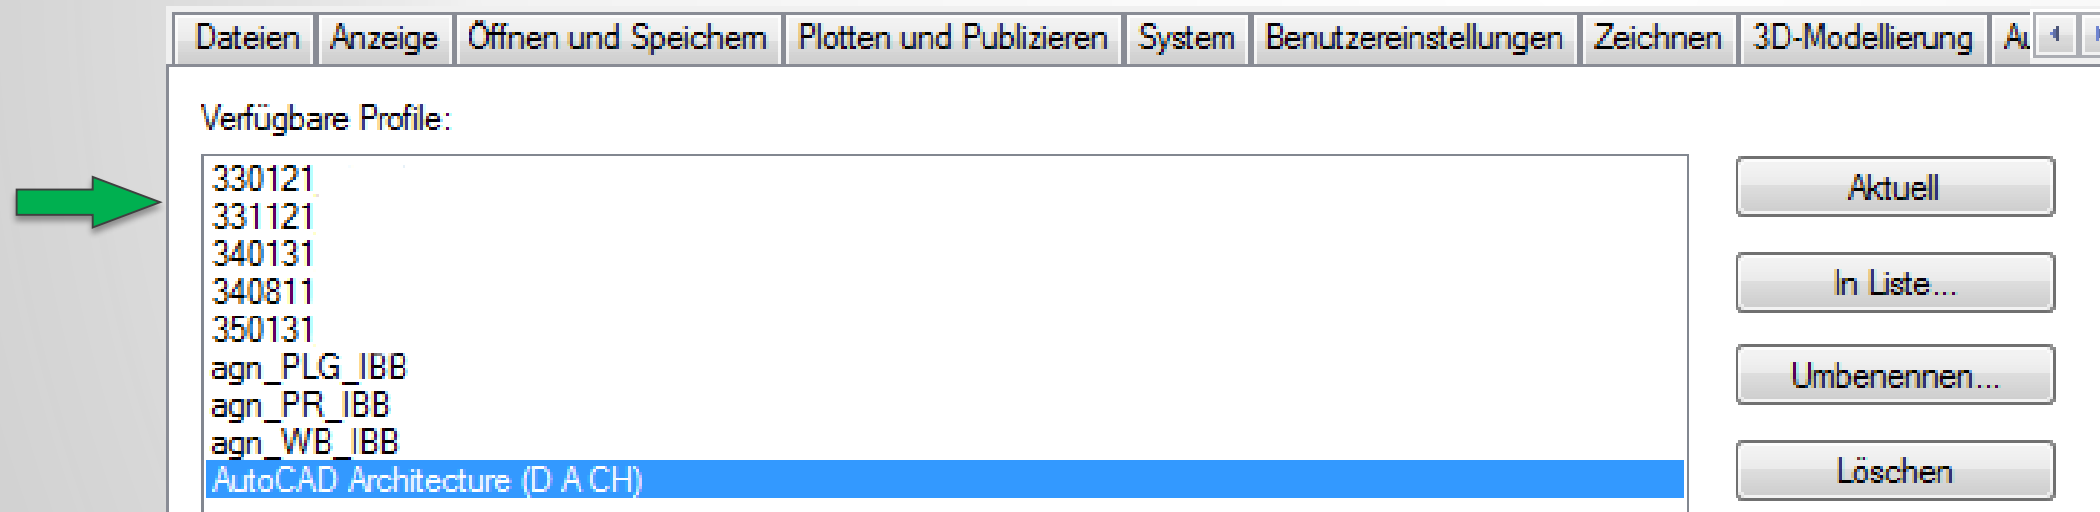 Dateien Anzeige Öffnen und Speichern Plotten und Publizieren System Benutzereinstellungen Zeichnen 3D-Modellierung
Verfügbare Profile:
330121
331121
340131
340811
350131
agn_PLG_IBB
agn_PR_IBB
agn_WB_IBB
AutoCAD Architecture (D A CH)
Aktuell
In Liste...
Umbenennen...
Löschen